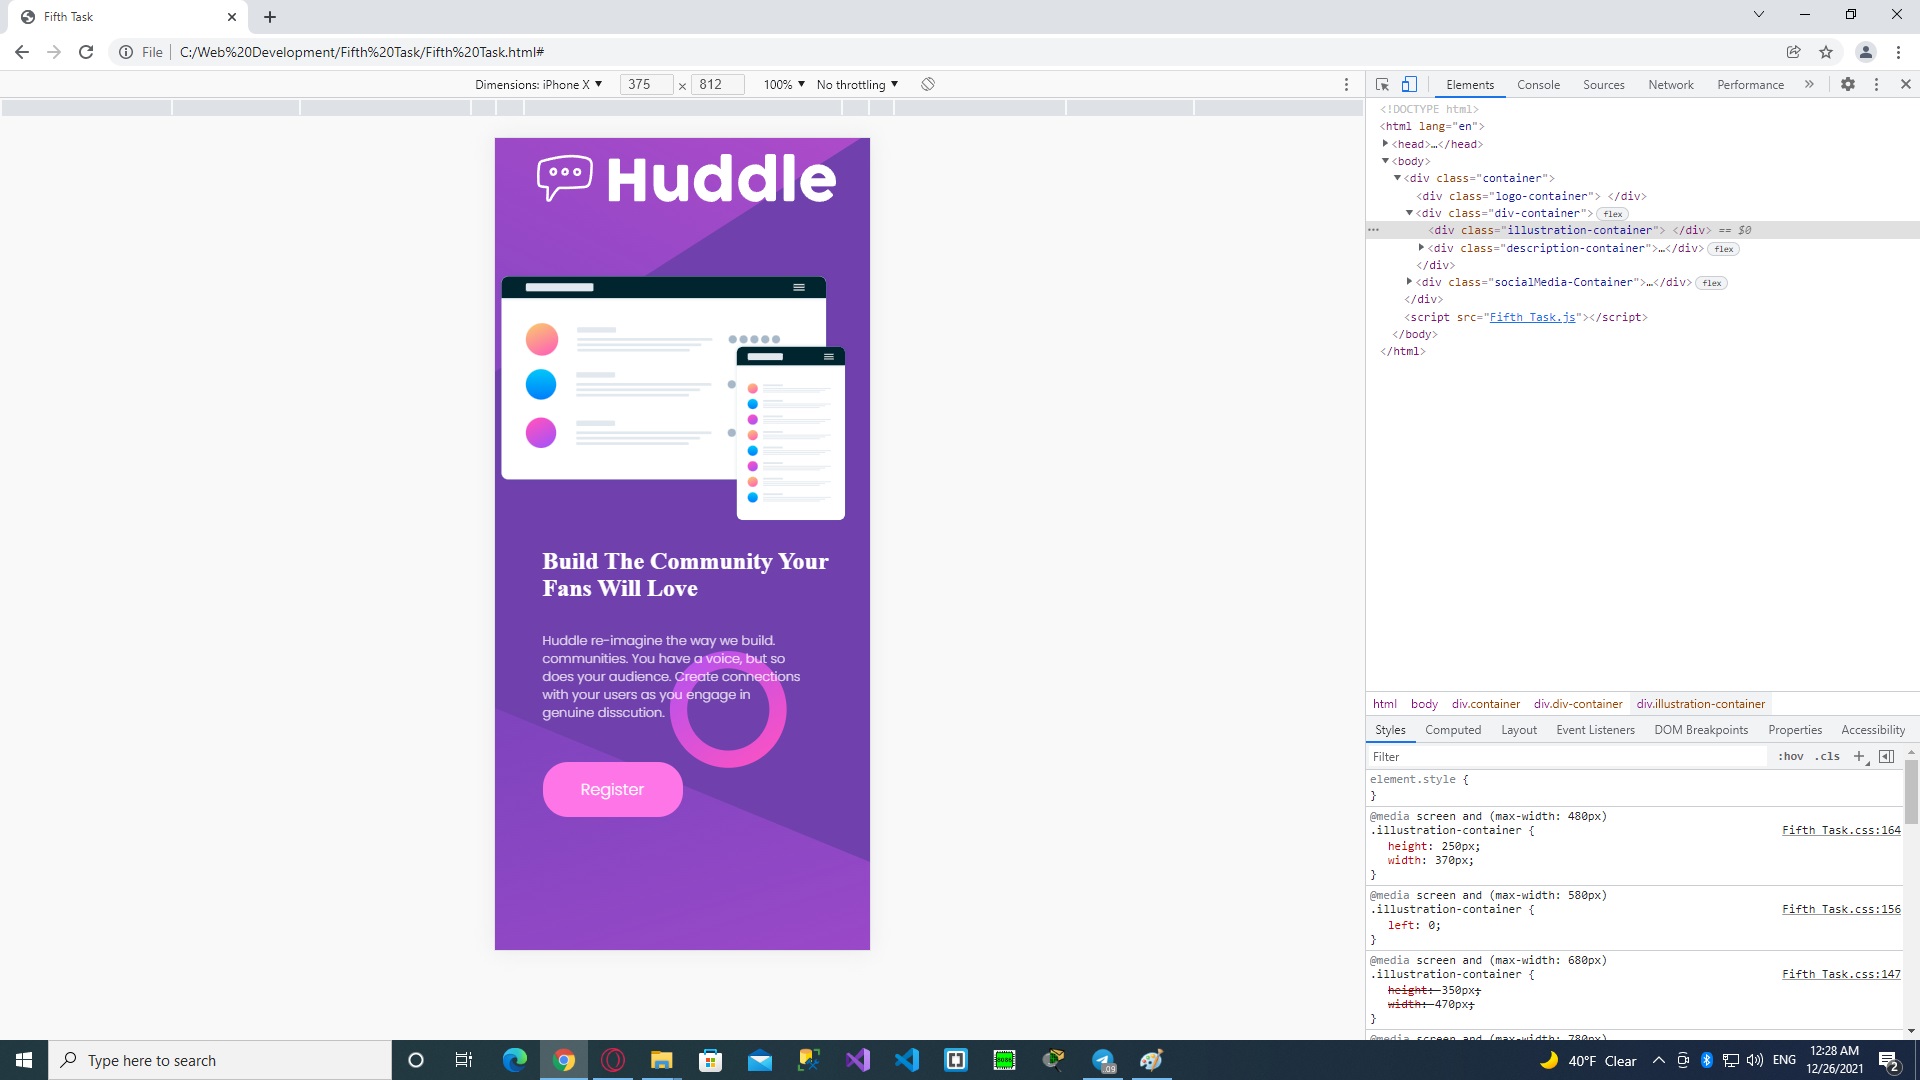 Fifth Task
File
C:/Web%20Development/Fifth%20Task/Fifth%20Task.html#
Dimensions: iPhone X ▼
375 × 812
100% ▼
No throttling ▼
Huddle
Build The Community Your
Fans Will Love
Huddle re-imagine the way we build.
communities. You have a voice, but so
does your audience. Create connections
with your users as you engage in
genuine disscution.
Register
Elements
Console
Sources
Network
Performance
<!DOCTYPE html>
<html lang="en">
<head>…</head>
<body>
<div class="container">
<div class="logo-container"> </div>
<div class="div-container"> flex
<div class="illustration-container"> </div> == $0
<div class="description-container">…</div> flex
</div>
<div class="socialMedia-Container">…</div> flex
</div>
<script src="Fifth Task.js"></script>
</body>
</html>
html body div.container div.div-container div.illustration-container
Styles Computed Layout Event Listeners DOM Breakpoints Properties Accessibility
Filter
:hov .cls
element.style {
}
@media screen and (max-width: 480px)
.illustration-container {
Fifth Task.css:164
height: 250px;
width: 370px;
}
@media screen and (max-width: 580px)
.illustration-container {
Fifth Task.css:156
left: 0;
}
@media screen and (max-width: 680px)
.illustration-container {
Fifth Task.css:147
height: 350px;
width: 470px;
}
@media screen and (max-width: 780px)
Type here to search
40°F Clear
ENG
12:28 AM
12/26/2021
2